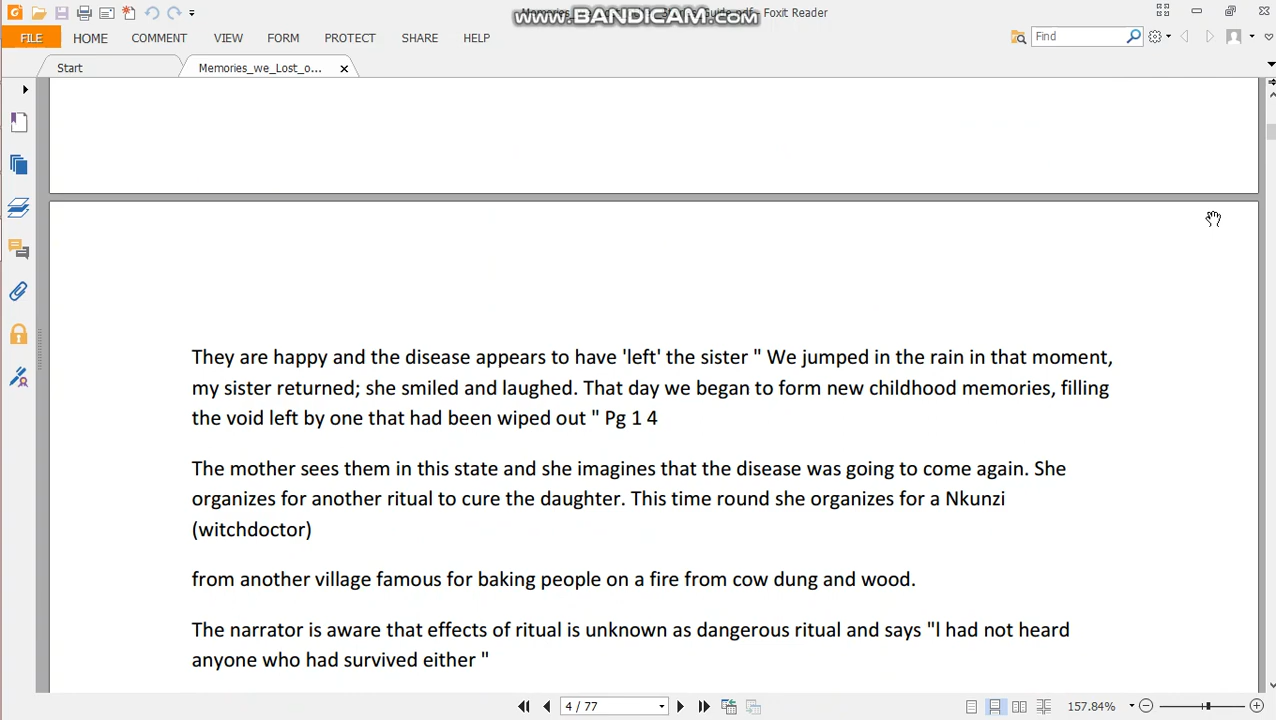 www.BANDICAM.com
Foxit Reader
FILE HOME COMMENT VIEW FORM PROTECT SHARE HELP
Find
Start Memories_we_Lost_o...
They are happy and the disease appears to have 'left' the sister " We jumped in the rain in that moment,
my sister returned; she smiled and laughed. That day we began to form new childhood memories, filling
the void left by one that had been wiped out " Pg 1 4
The mother sees them in this state and she imagines that the disease was going to come again. She
organizes for another ritual to cure the daughter. This time round she organizes for a Nkunzi
(witchdoctor)
from another village famous for baking people on a fire from cow dung and wood.
The narrator is aware that effects of ritual is unknown as dangerous ritual and says "l had not heard
anyone who had survived either "
4 / 77
157.84%